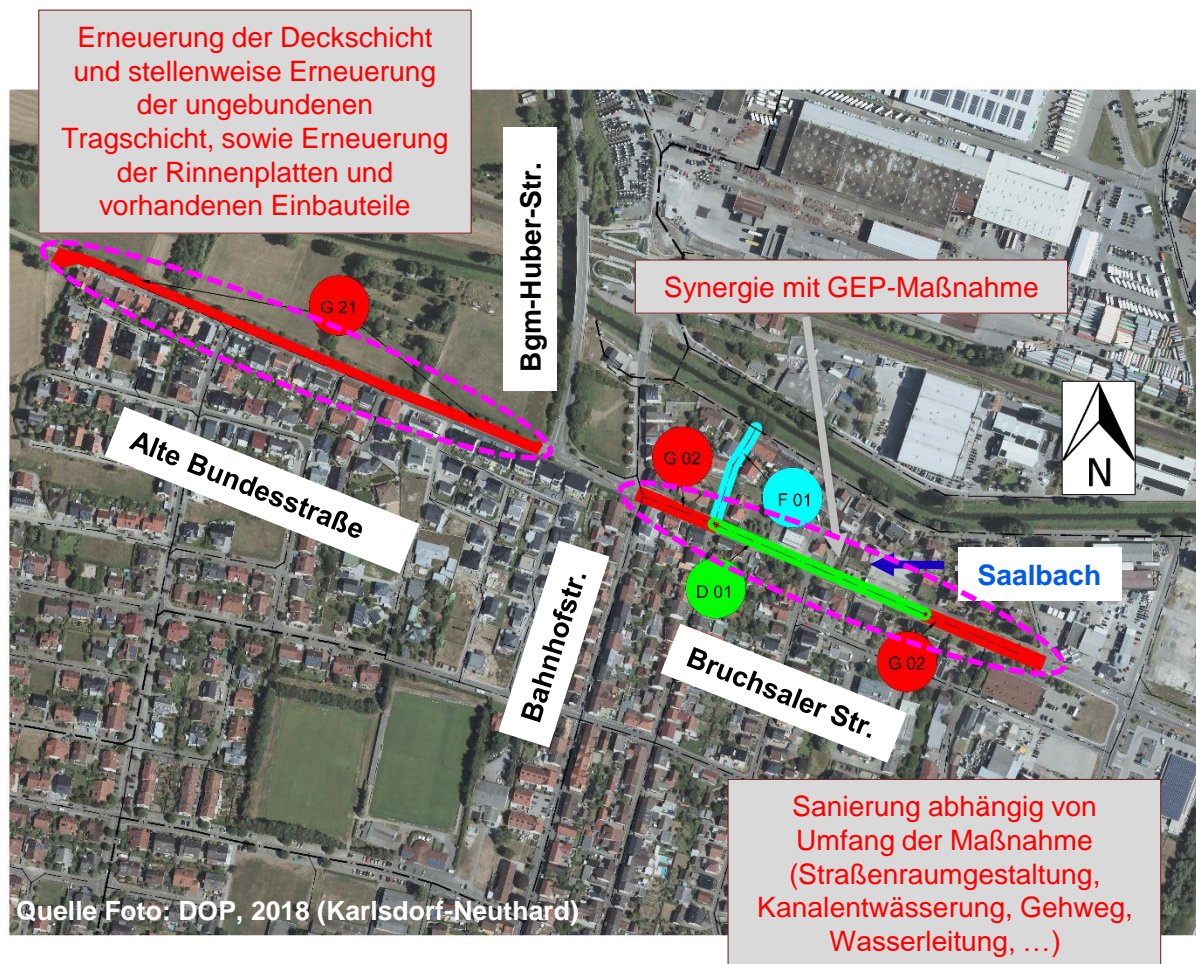 Erneuerung der Deckschicht
und stellenweise Erneuerung
der ungebundenen
Tragschicht, sowie Erneuerung
der Rinnenplatten und
vorhandenen Einbauteile
Bgm-Huber-Str.
Synergie mit GEP-Maßnahme
G 21
N
Alte Bundesstraße
G 02
F 01
Saalbach
D 01
Bahnhofstr.
Bruchsaler Str.
G 02
Sanierung abhängig von
Umfang der Maßnahme
(Straßenraumgestaltung,
Kanalentwässerung, Gehweg,
Wasserleitung, …)
Quelle Foto: DOP, 2018 (Karlsdorf-Neuthard)